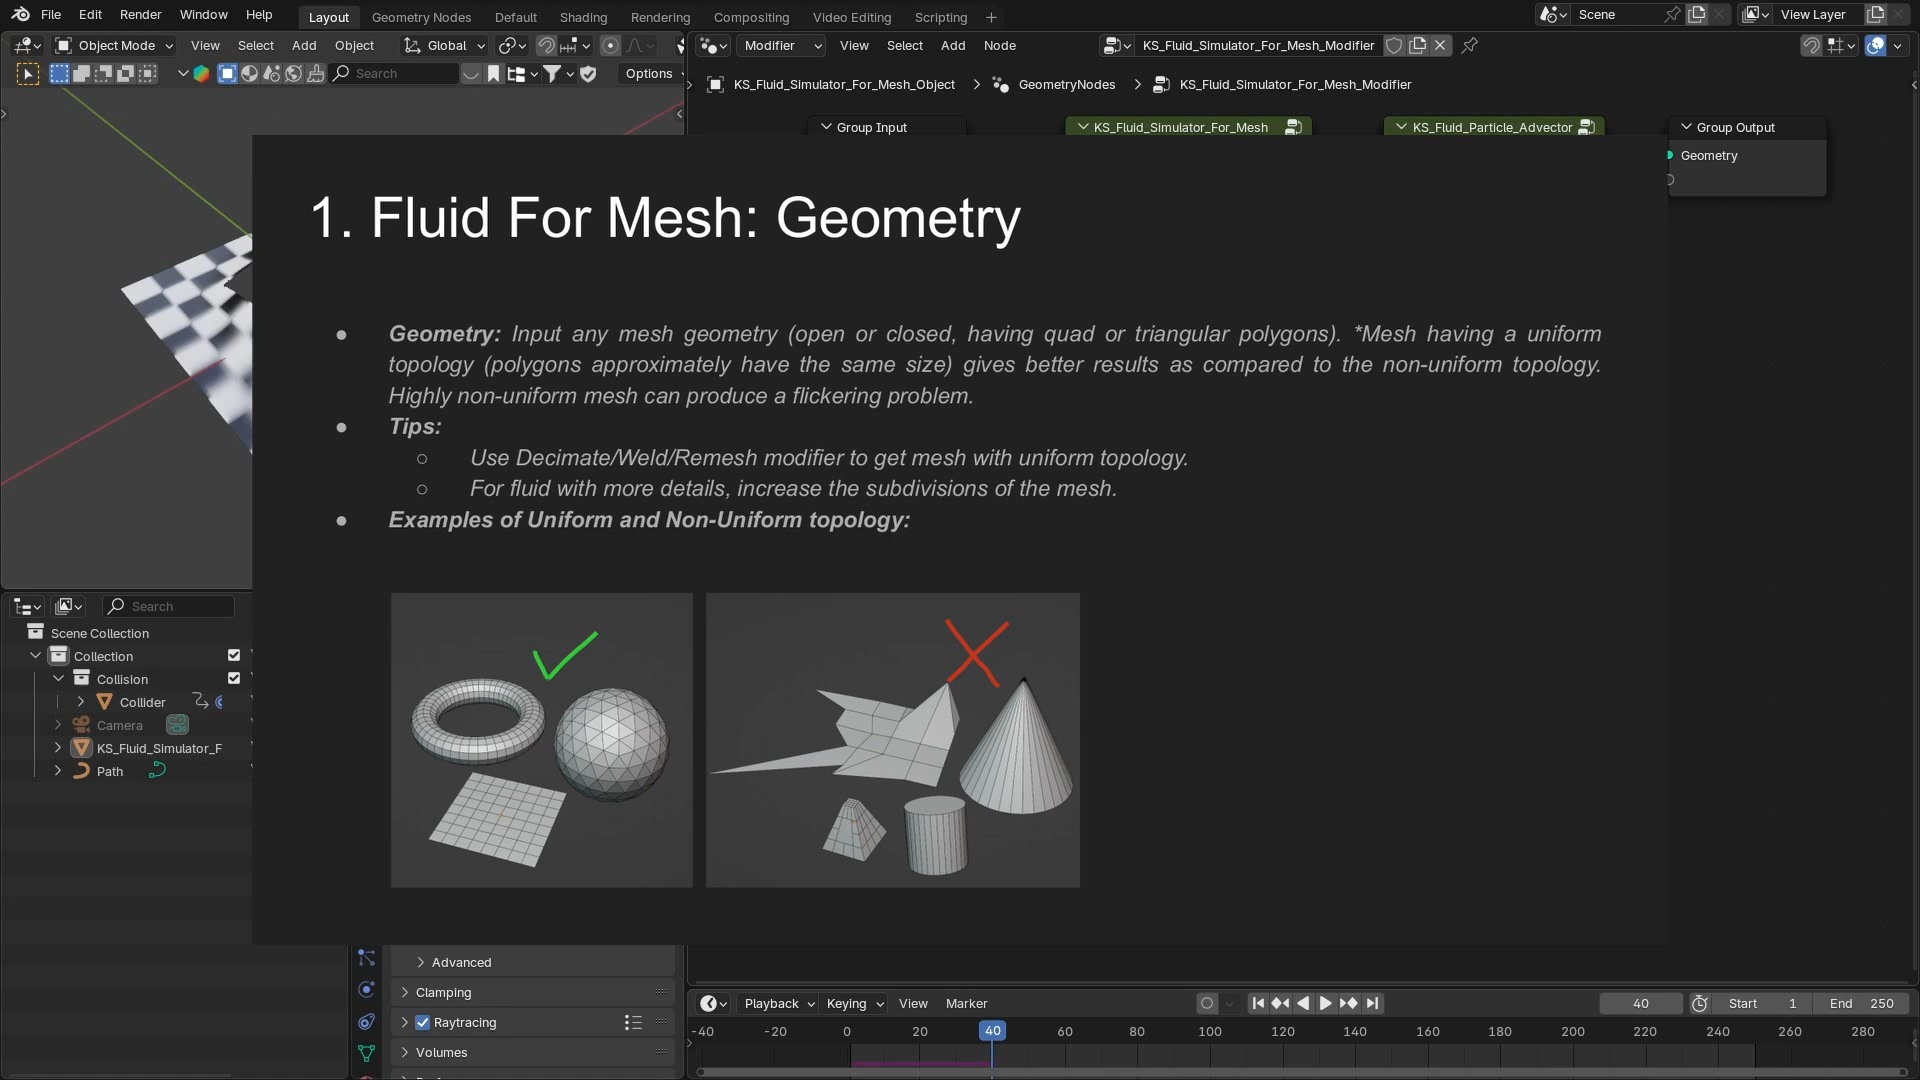 File Edit Render Window Help Layout Geometry Nodes Default Shading Rendering Compositing Video Editing Scripting + Scene View Layer
Object Mode View Select Add Object Global Modifier View Select Add Node KS_Fluid_Simulator_For_Mesh_Modifier
Search Options
KS_Fluid_Simulator_For_Mesh_Object > GeometryNodes > KS_Fluid_Simulator_For_Mesh_Modifier
Group Input KS_Fluid_Simulator_For_Mesh KS_Fluid_Particle_Advector Group Output
Geometry
1. Fluid For Mesh: Geometry
● Geometry: Input any mesh geometry (open or closed, having quad or triangular polygons). *Mesh having a uniform
topology (polygons approximately have the same size) gives better results as compared to the non-uniform topology.
Highly non-uniform mesh can produce a flickering problem.
● Tips:
○ Use Decimate/Weld/Remesh modifier to get mesh with uniform topology.
○ For fluid with more details, increase the subdivisions of the mesh.
● Examples of Uniform and Non-Uniform topology:
Search
Scene Collection
Collection
Collision
Collider
Camera
KS_Fluid_Simulator_F
Path
Advanced
Clamping
Raytracing
Volumes
Playback Keying View Marker 40 Start 1 End 250
-40 -20 0 20 40 60 80 100 120 140 160 180 200 220 240 260 280